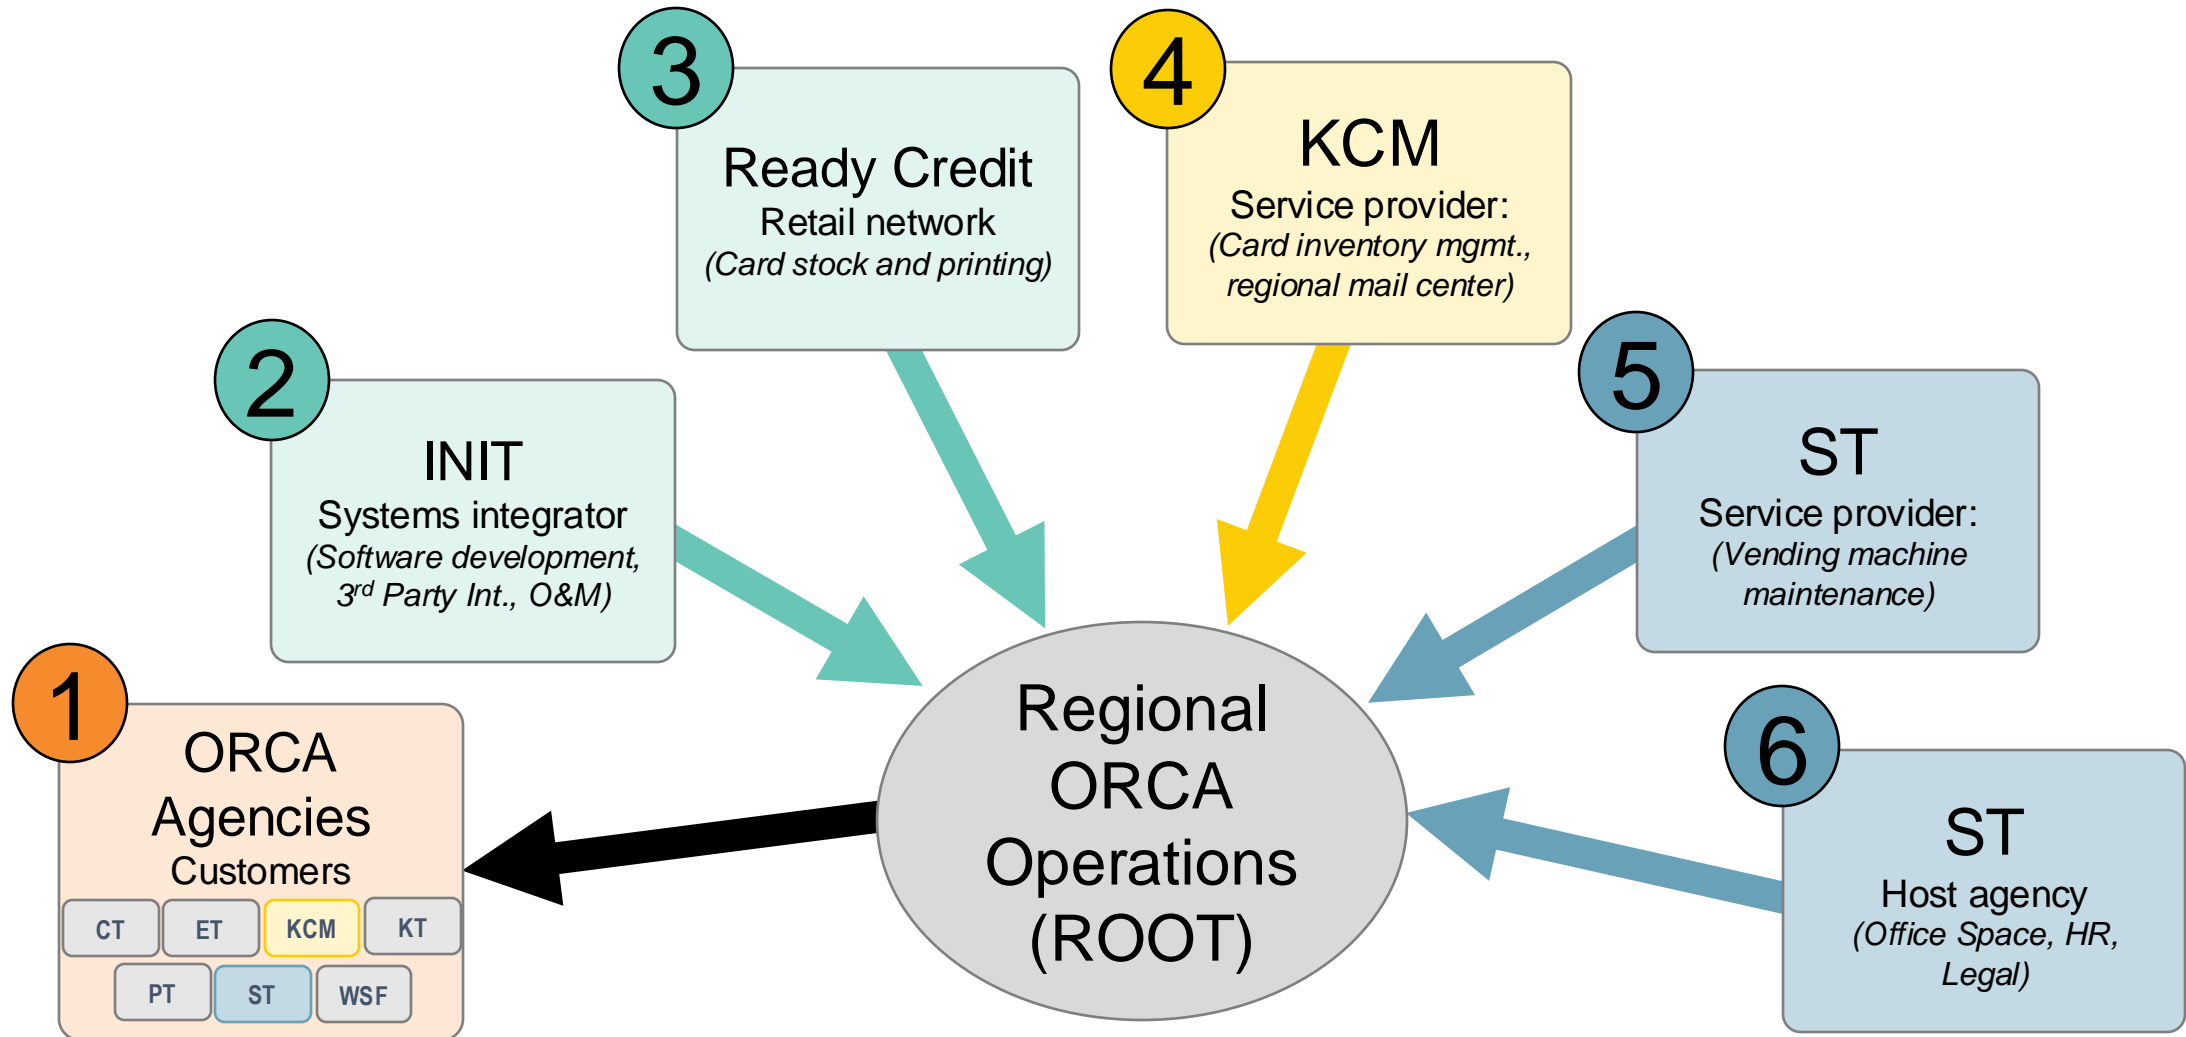 1
ORCA
Agencies
Customers
CT ET KCM KT
PT ST WSF
2
INIT
Systems integrator
(Software development,
3rd Party Int., O&M)
3
Ready Credit
Retail network
(Card stock and printing)
4
KCM
Service provider:
(Card inventory mgmt.,
regional mail center)
5
ST
Service provider:
(Vending machine
maintenance)
6
ST
Host agency
(Office Space, HR,
Legal)
Regional
ORCA
Operations
(ROOT)